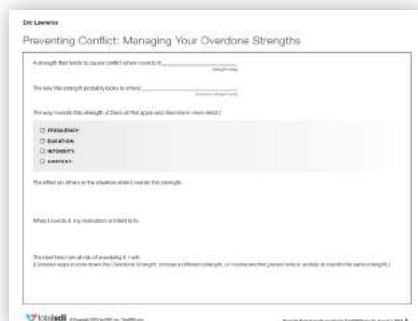 Eric Lawrence
Preventing Conflict: Managing Your Overdone Strengths
A strength that tends to cause conflict when I overdo it:
The way this strength probably looks to others:
The way I overdo this strength (Check all that apply and describe in more detail.)
FREQUENCY:
DURATION:
INTENSITY:
CONTEXT:
The effect on others or the situation when I overdo this strength:
When I overdo it, my motivation or intent is to:
The next time I am at risk of overdoing it, I will:
totalsdi